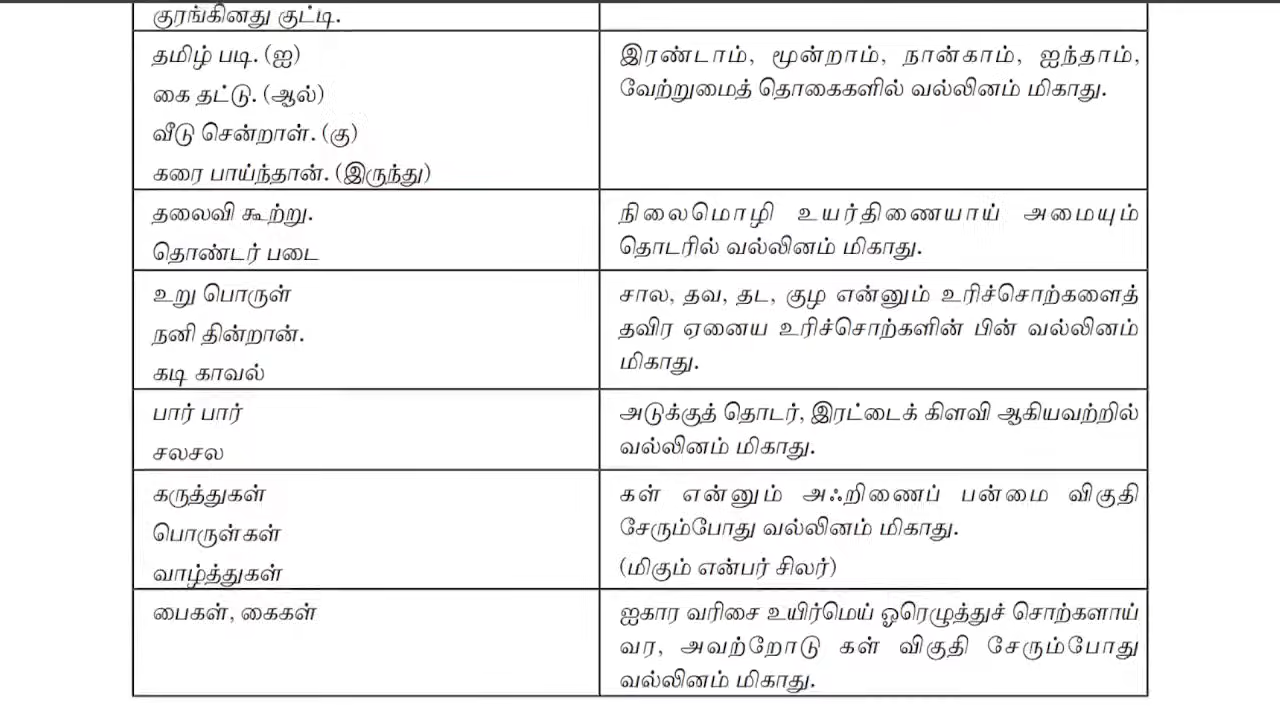 குரங்கினது குட்டி.
தமிழ் படி. (ஐ)
கை தட்டு. (ஆல்)
வீடு சென்றாள். (கு)
கரை பாய்ந்தான். (இருந்து)
இரண்டாம், மூன்றாம், நான்காம், ஐந்தாம்,
வேற்றுமைத் தொகைகளில் வல்லினம் மிகாது.
தலைவி கூற்று.
தொண்டர் படை
நிலைமொழி உயர்திணையாய் அமையும்
தொடரில் வல்லினம் மிகாது.
உறு பொருள்
நனி தின்றான்.
கடி காவல்
சால, தவ, தட, குழ என்னும் உரிச்சொற்களைத்
தவிர ஏனைய உரிச்சொற்களின் பின் வல்லினம்
மிகாது.
பார் பார்
சலசல
அடுக்குத் தொடர், இரட்டைக் கிளவி ஆகியவற்றில்
வல்லினம் மிகாது.
கருத்துகள்
பொருள்கள்
வாழ்த்துகள்
கள் என்னும் அஃறிணைப் பன்மை விகுதி
சேரும்போது வல்லினம் மிகாது.
(மிகும் என்பர் சிலர்)
பைகள், கைகள்
ஐகார வரிசை உயிர்மெய் ஓரெழுத்துச் சொற்களாய்
வர, அவற்றோடு கள் விகுதி சேரும்போது
வல்லினம் மிகாது.